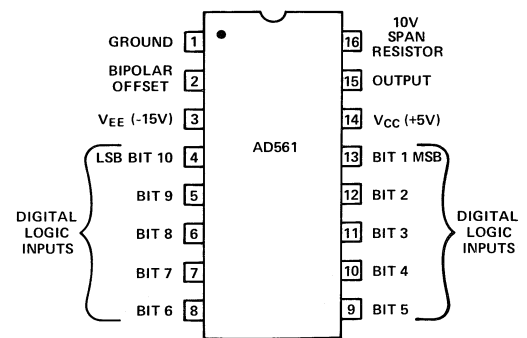 GROUND 1
BIPOLAR
OFFSET 2
VEE (-15V) 3
LSB BIT 10 4
BIT 9 5
BIT 8 6
BIT 7 7
BIT 6 8
DIGITAL
LOGIC
INPUTS
AD561
10V
SPAN
RESISTOR
16
15 OUTPUT
14 VCC (+5V)
13 BIT 1 MSB
12 BIT 2
11 BIT 3
10 BIT 4
9 BIT 5
DIGITAL
LOGIC
INPUTS